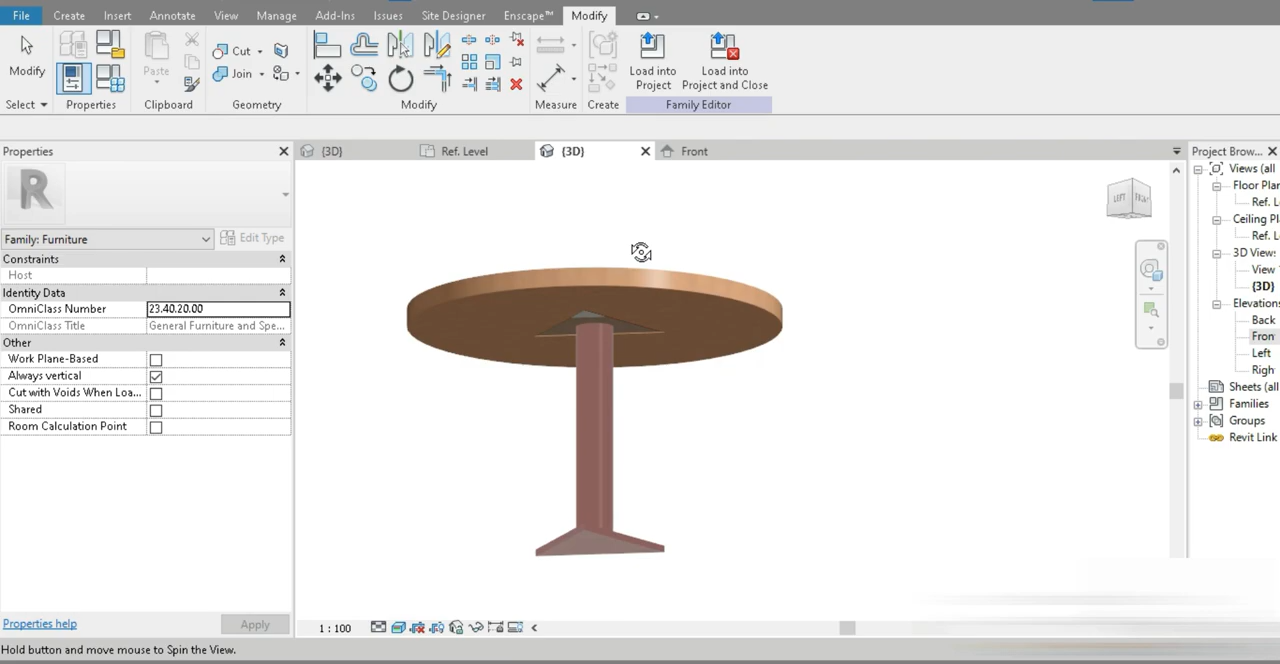 File Create Insert Annotate View Manage Add-Ins Issues Site Designer Enscape™ Modify
Cut
Join
Modify
Paste
Load into Project
Load into Project and Close
Select Properties Clipboard Geometry Modify Measure Create Family Editor
Properties
{3D} Ref. Level {3D} Front
Project Brow...
R
Family: Furniture Edit Type
Constraints
Host
Identity Data
OmniClass Number 23.40.20.00
OmniClass Title General Furniture and Spe...
Other
Work Plane-Based
Always vertical
Cut with Voids When Loa...
Shared
Room Calculation Point
Properties help Apply
LEFT
Views (all
Floor Plan
Ref. L
Ceiling Pl
Ref. L
3D View:
View
{3D}
Elevations
Back
Fron
Left
Righ
Sheets (all
Families
Groups
Revit Link
1 : 100
Hold button and move mouse to Spin the View.